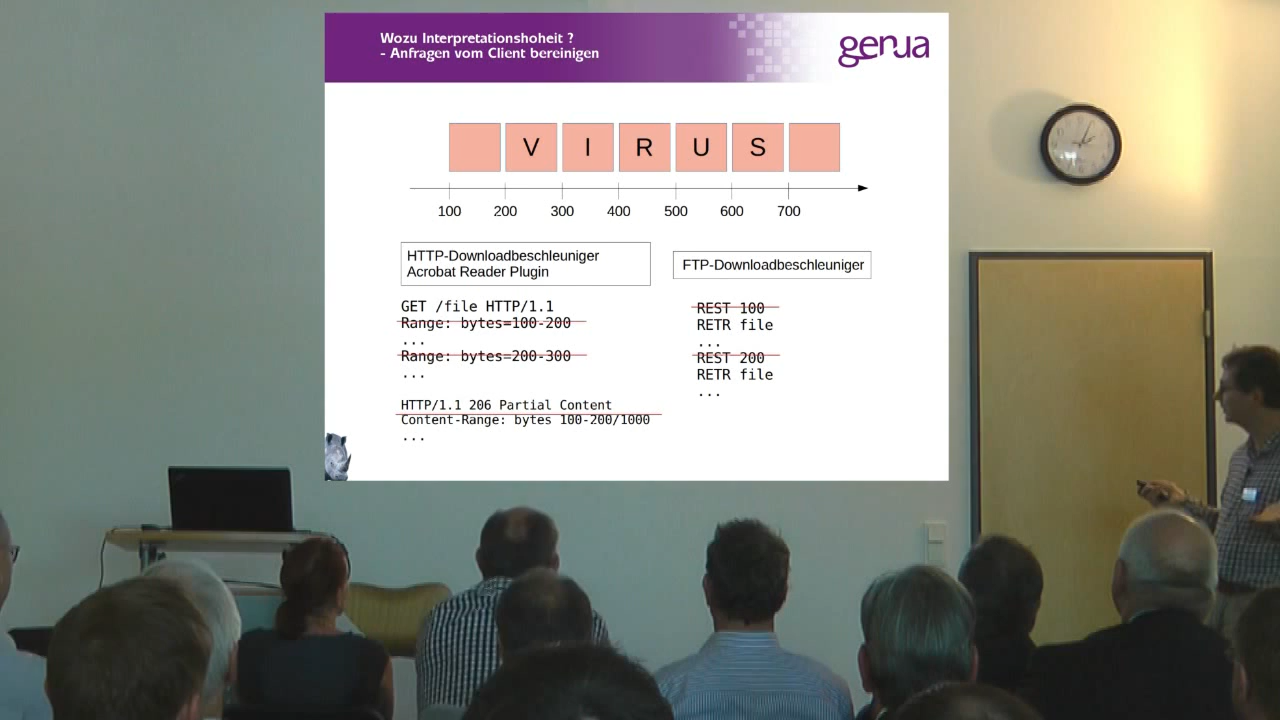 Wozu Interpretationshoheit ?
- Anfragen vom Client bereinigen
genua
V I R U S
100 200 300 400 500 600 700
HTTP-Downloadbeschleuniger
Acrobat Reader Plugin
FTP-Downloadbeschleuniger
GET /file HTTP/1.1
Range: bytes=100-200
...
Range: bytes=200-300
...
HTTP/1.1 206 Partial Content
Content-Range: bytes 100-200/1000
...
REST 100
RETR file
...
REST 200
RETR file
...